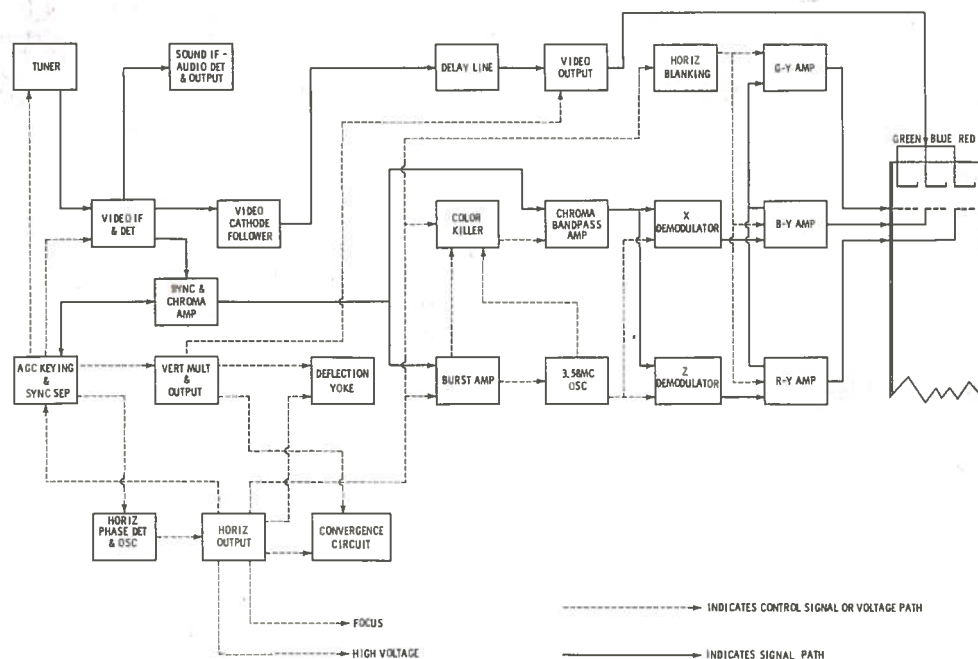 TUNER
SOUND IF -
AUDIO DET
& OUTPUT
DELAY LINE
VIDEO
OUTPUT
HORIZ
BLANKING
G-Y AMP
GREEN BLUE RED
VIDEO IF
& DET
VIDEO
CATHODE
FOLLOWER
COLOR
KILLER
CHROMA
BANDPASS
AMP
X
DEMODULATOR
B-Y AMP
SYNC &
CHROMA
AMP
AGC KEYING
&
SYNC SEP
VERT MULT
&
OUTPUT
DEFLECTION
YOKE
BURST AMP
3.58MC
OSC
Z
DEMODULATOR
R-Y AMP
HORIZ
PHASE DET
& OSC
HORIZ
OUTPUT
CONVERGENCE
CIRCUIT
FOCUS
HIGH VOLTAGE
INDICATES CONTROL SIGNAL OR VOLTAGE PATH
INDICATES SIGNAL PATH